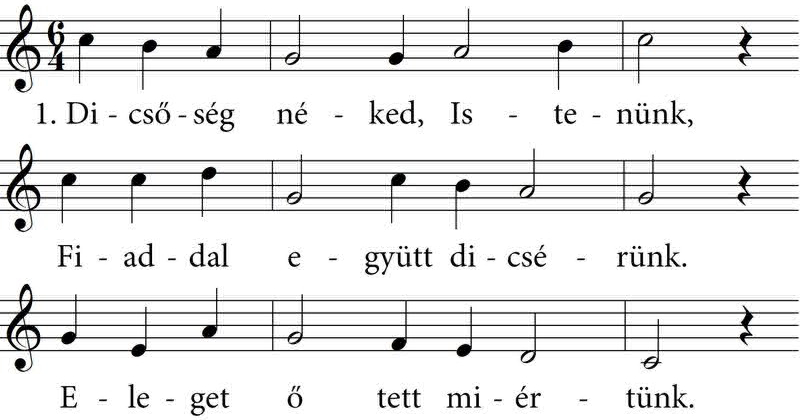 6
4
1. Di - cső - ség né - ked, Is - te - nünk,
Fi - ad - dal e - gyütt di - csé - rünk.
E - le - get ő tett mi - ér - tünk.